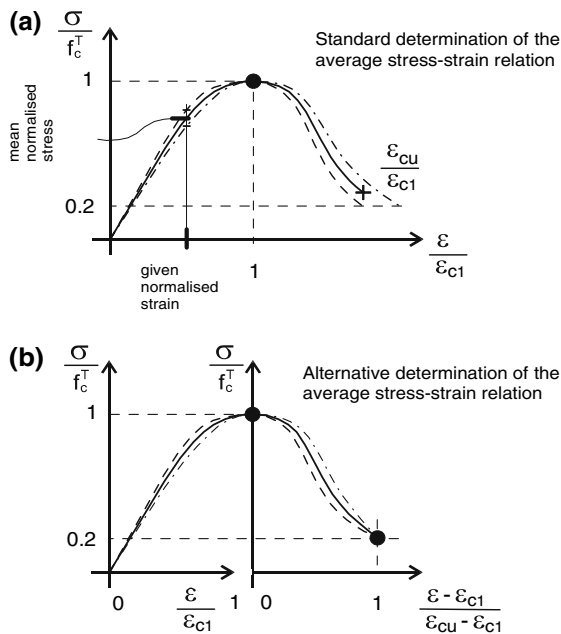 (a)
σ
f_c^T
Standard determination of the
average stress-strain relation
1
mean
normalised
stress
ε_cu
ε_c1
0.2
ε
ε_c1
given
normalised
strain
1
(b)
σ
f_c^T
σ
f_c^T
Alternative determination of the
average stress-strain relation
1
0.2
0
ε
ε_c1
1
0
1
ε - ε_c1
ε_cu - ε_c1